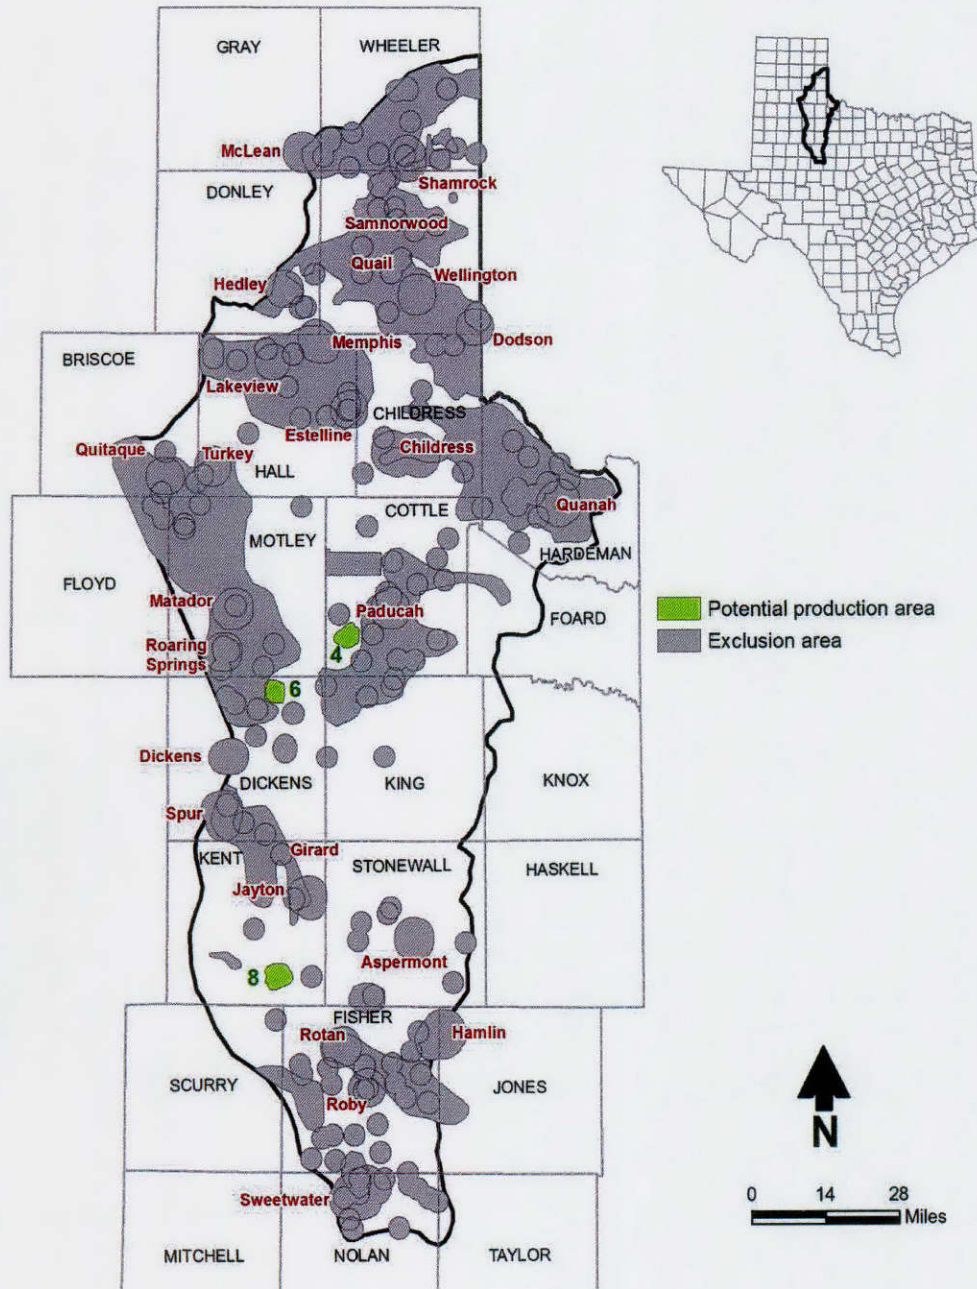 GRAY
WHEELER
McLean
DONLEY
Shamrock
Samnorwood
Quail
Wellington
Hedley
Memphis
Dodson
BRISCOE
Lakeview
CHILDRESS
Estelline
Childress
Quitaque
Turkey
HALL
Quanah
COTTLE
MOTLEY
HARDEMAN
FLOYD
Matador
Paducah
FOARD
Potential production area
Exclusion area
Roaring
Springs
4
6
Dickens
DICKENS
KING
KNOX
Spur
KENT
Girard
STONEWALL
HASKELL
Jayton
Aspermont
8
FISHER
Rotan
Hamlin
SCURRY
JONES
Roby
N
Sweetwater
0 14 28
Miles
MITCHELL
NOLAN
TAYLOR